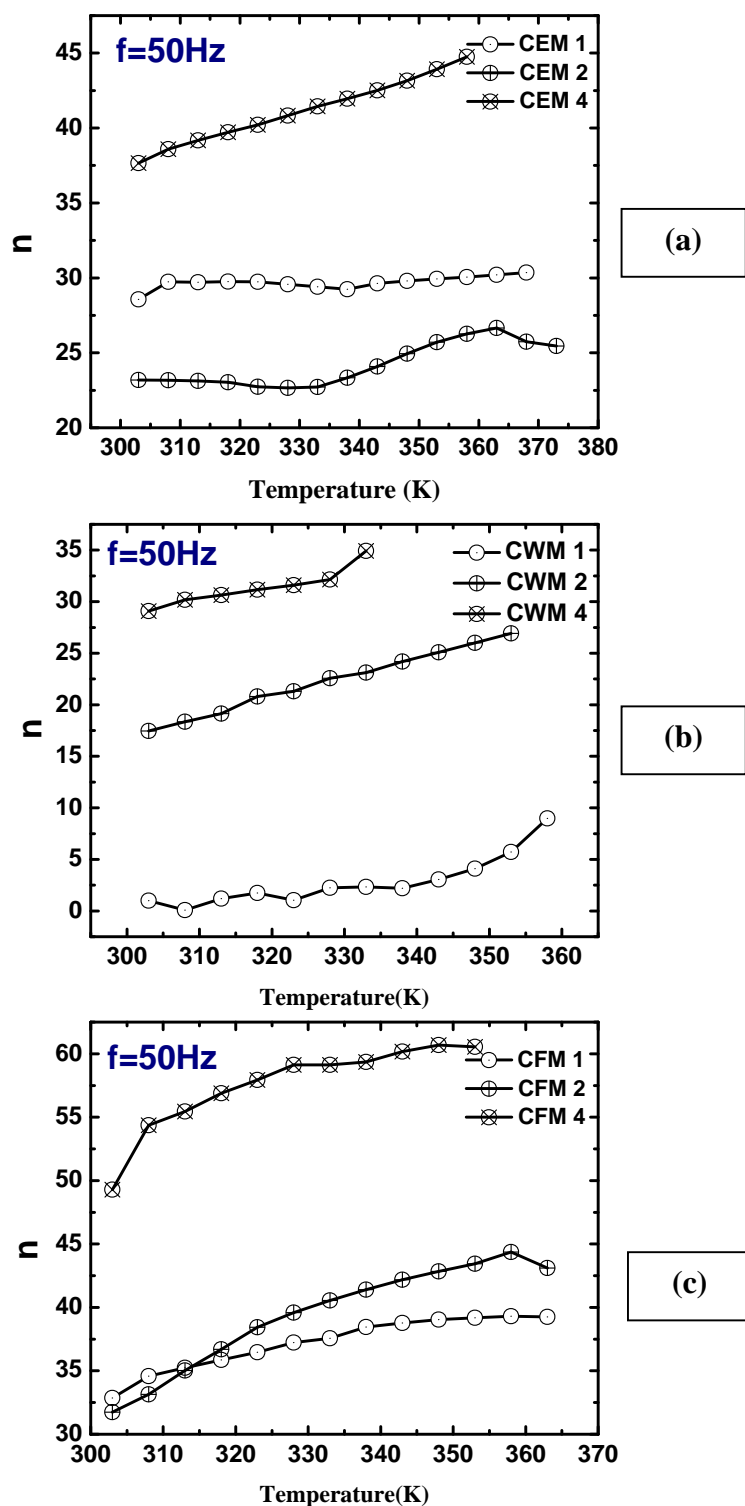 f=50Hz
CEM 1
CEM 2
CEM 4
45
40
35
30
25
20
n
300 310 320 330 340 350 360 370 380
Temperature (K)
(a)
f=50Hz
CWM 1
CWM 2
CWM 4
35
30
25
20
15
10
5
0
n
300 310 320 330 340 350 360
Temperature(K)
(b)
f=50Hz
CFM 1
CFM 2
CFM 4
60
55
50
45
40
35
30
n
300 310 320 330 340 350 360 370
Temperature(K)
(c)